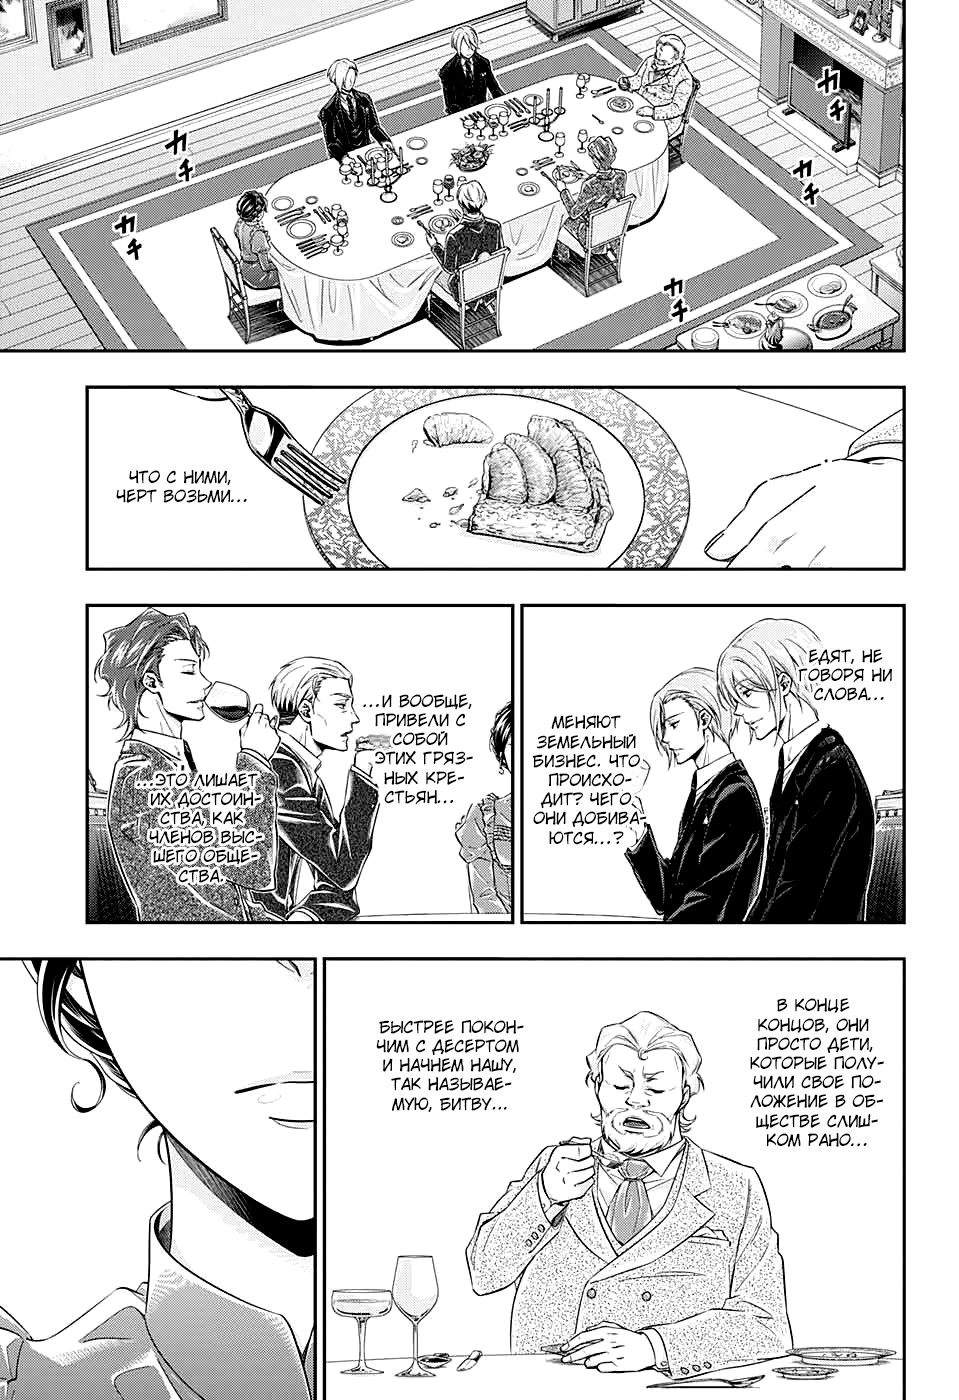 カチ
カチ
カチ
カチ
ЧТО С НИМИ,
ЧЕРТ ВОЗЬМИ...
ЕДЯТ, НЕ
ГОВОРЯ НИ
СЛОВА...
МЕНЯЮТ
ЗЕМЕЛЬНЫЙ
БИЗНЕС. ЧТО
ПРОИСХО-
ДИТ? ЧЕГО
ОНИ ДОБИВА-
ЮТСЯ...?
...И ВООБЩЕ,
ПРИВЕЛИ С
СОБОЙ
ЭТИХ ГРЯЗ-
НЫХ КРЕ-
СТЬЯН...
...ЭТО ЛИШАЕТ
ИХ ДОСТОИН-
СТВА, КАК
ЧЛЕНОВ ВЫС-
ШЕГО ОБЩЕ-
СТВА.
В КОНЦЕ
КОНЦОВ, ОНИ
ПРОСТО ДЕТИ,
КОТОРЫЕ ПОЛУ-
ЧИЛИ СВОЕ ПО-
ЛОЖЕНИЕ В ОБ-
ЩЕСТВЕ СЛИШ-
КОМ РАНО...
БЫСТРЕЕ ПОКОН-
ЧИМ С ДЕСЕРТОМ
И НАЧНЕМ НАШУ,
ТАК НАЗЫВАЕ-
МУЮ, БИТВУ...